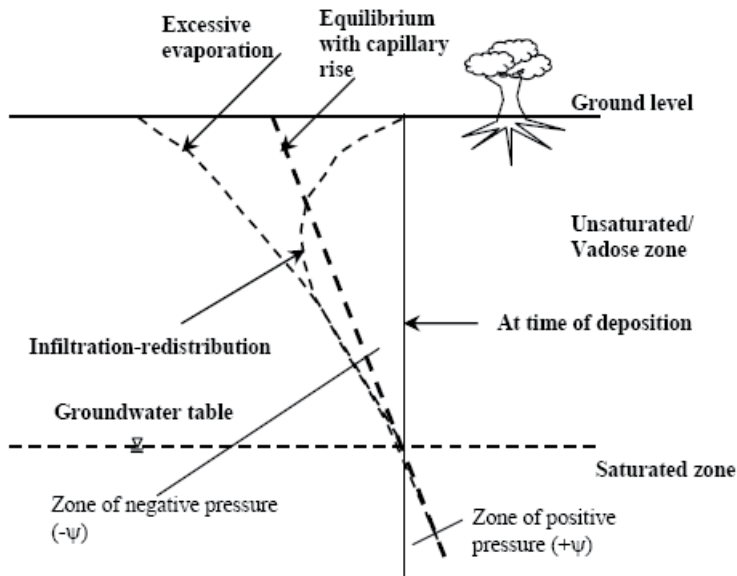 Excessive
evaporation
Equilibrium
with capillary
rise
Ground level
Unsaturated/
Vadose zone
At time of deposition
Infiltration-redistribution
Groundwater table
Saturated zone
Zone of negative pressure
(-ψ)
Zone of positive
pressure (+ψ)